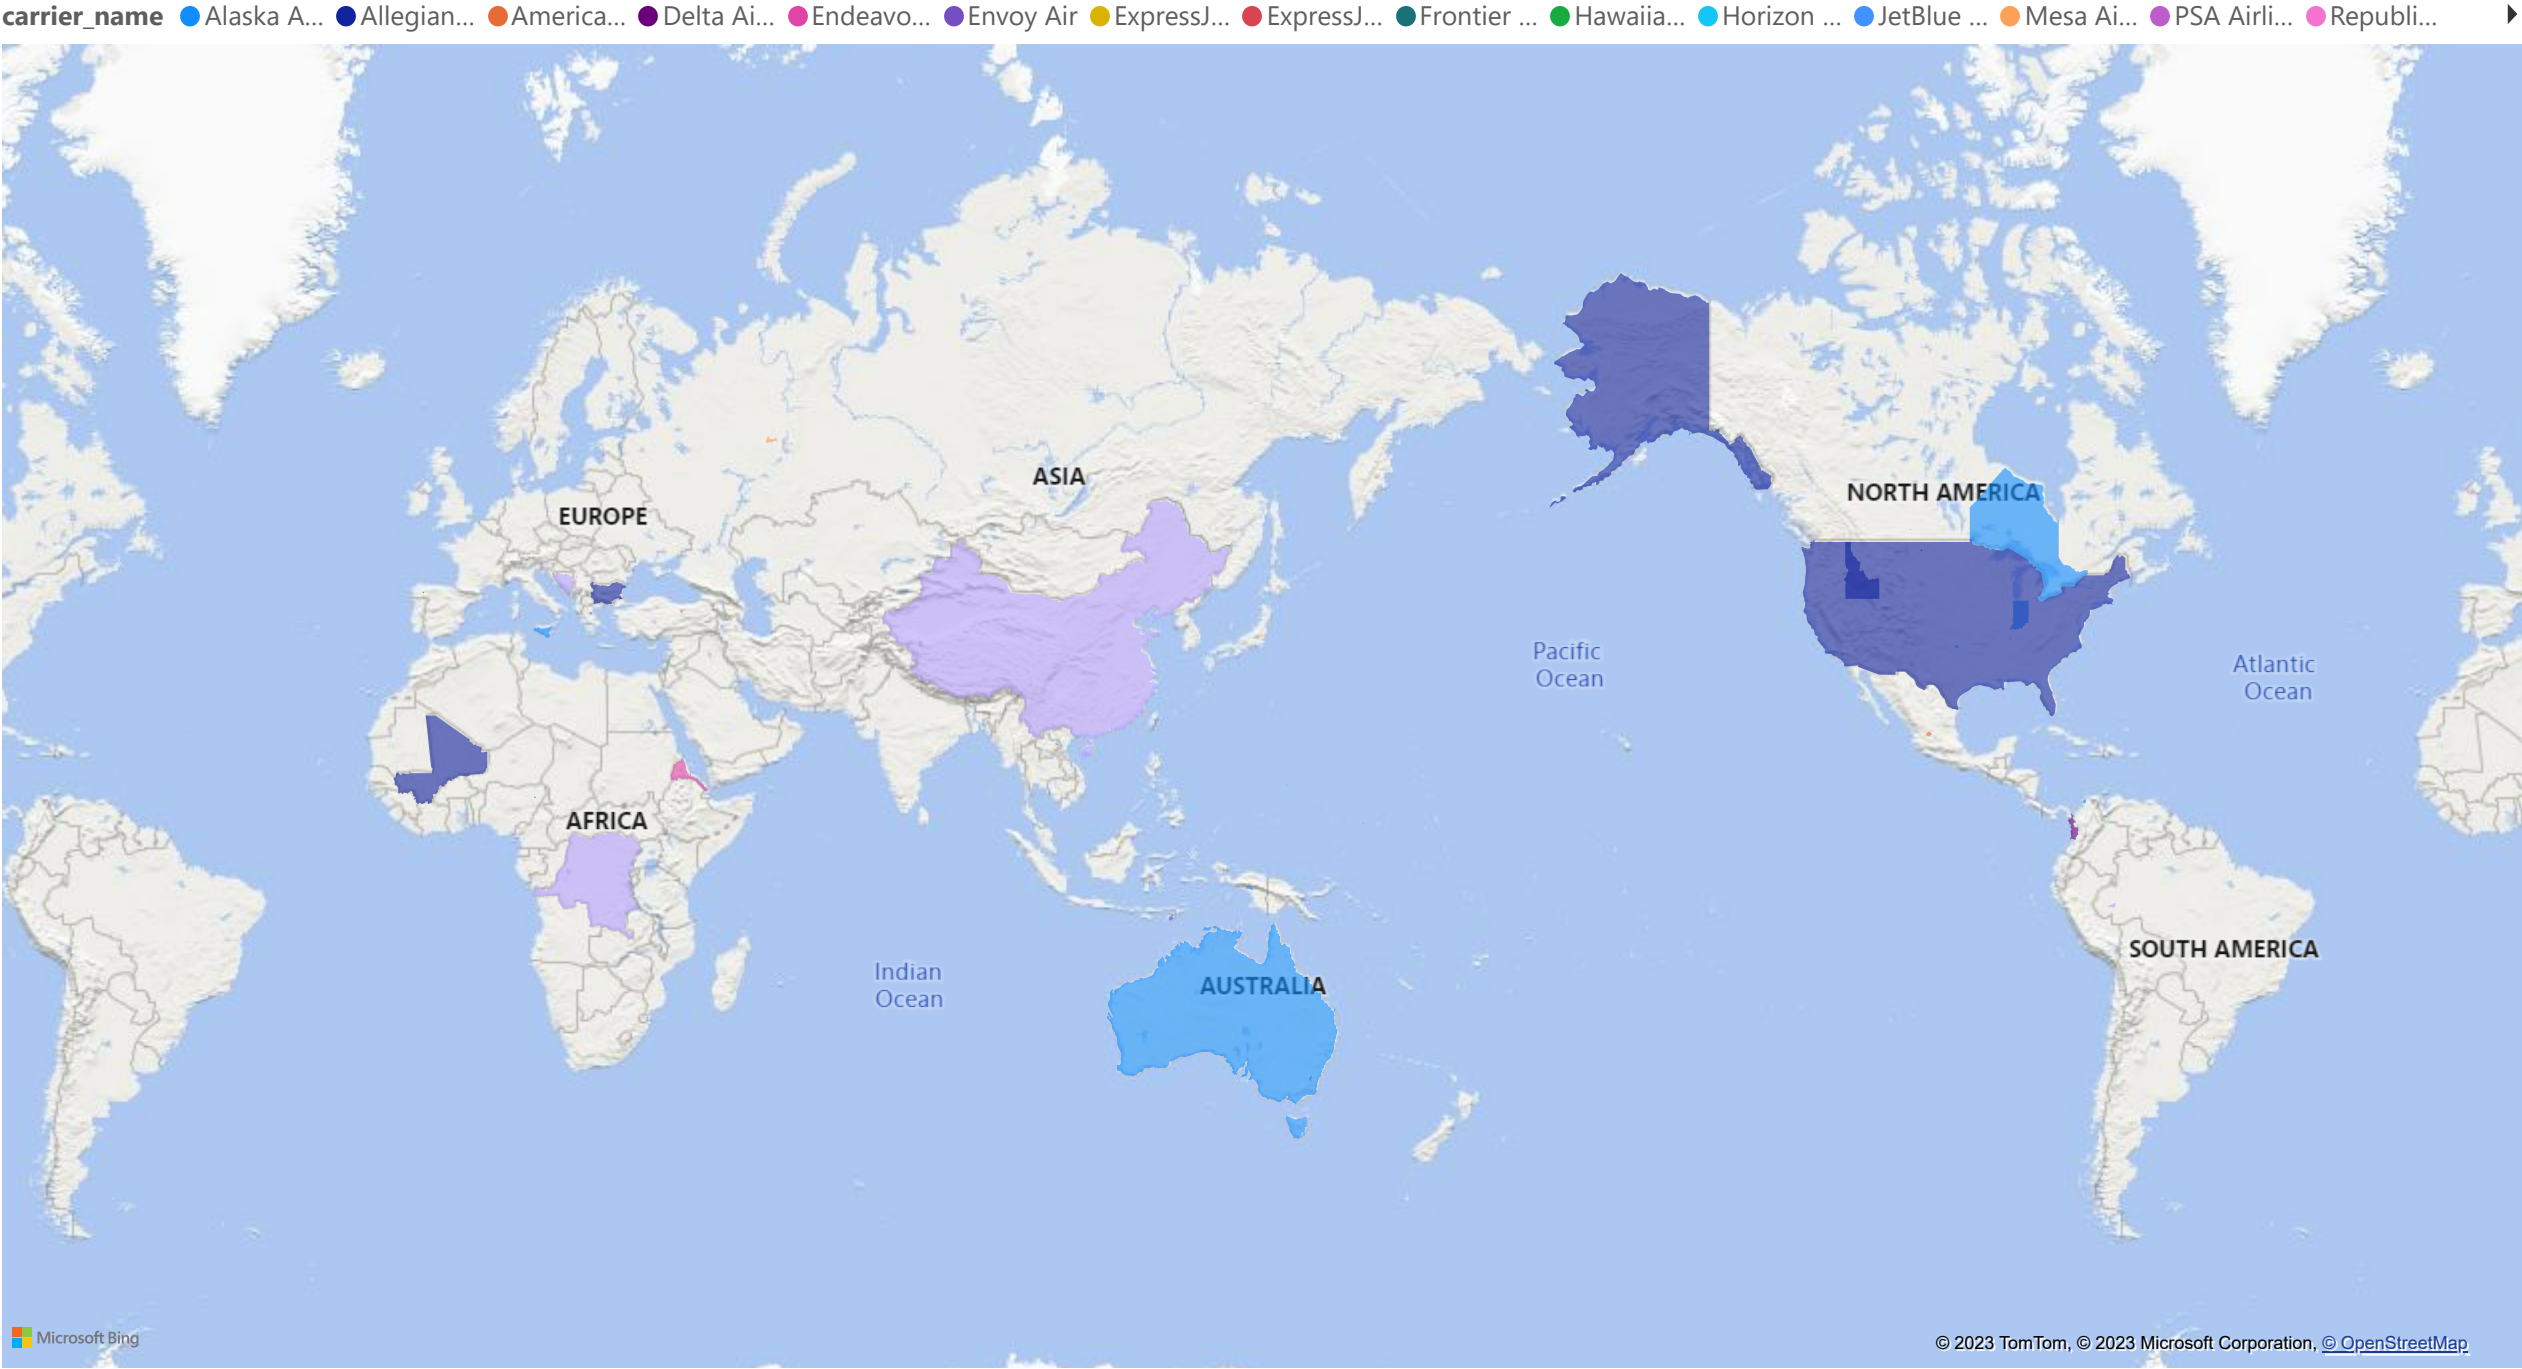 carrier_name Alaska A... Allegian... America... Delta Ai... Endeavo... Envoy Air ExpressJ... ExpressJ... Frontier ... Hawaiia... Horizon ... JetBlue ... Mesa Ai... PSA Airli... Republi...
ASIA
NORTH AMERICA
EUROPE
Pacific
Ocean
Atlantic
Ocean
AFRICA
SOUTH AMERICA
Indian
Ocean
AUSTRALIA
Microsoft Bing
© 2023 TomTom, © 2023 Microsoft Corporation, © OpenStreetMap